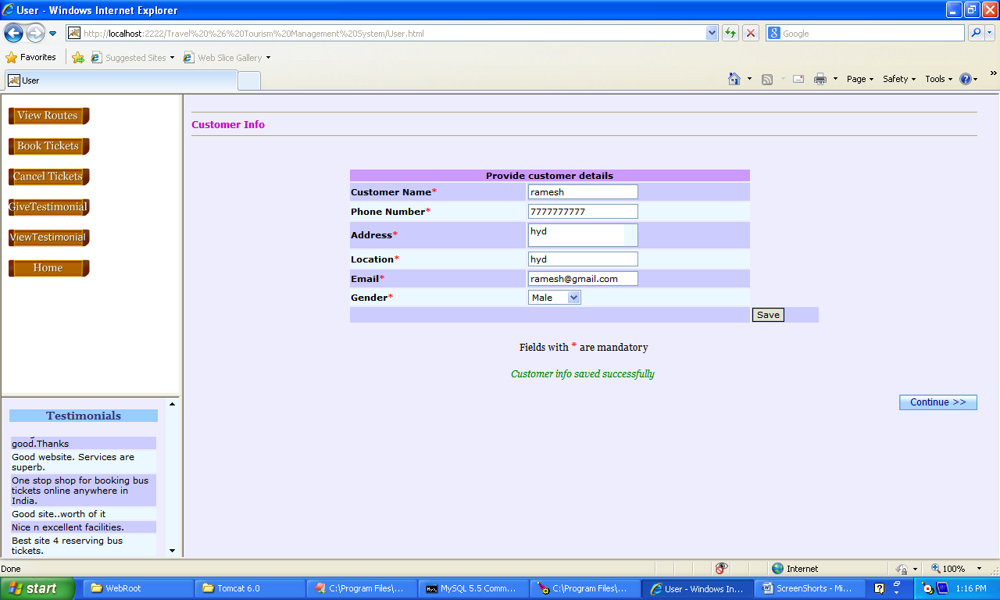 User - Windows Internet Explorer
http://localhost:2222/Travel%20%26%20Tourism%20Management%20System/User.html
Google
Favorites
Suggested Sites
Web Slice Gallery
User
Page
Safety
Tools
»
View Routes
Book Tickets
Cancel Tickets
GiveTestimonial
ViewTestimonial
Home
Testimonials
good.Thanks
Good website. Services are
superb.
One stop shop for booking bus
tickets online anywhere in
India.
Good site..worth of it
Nice n excellent facilities.
Best site 4 reserving bus
tickets.
Customer Info
Provide customer details
Customer Name* ramesh
Phone Number* 7777777777
Address* hyd
Location* hyd
Email* ramesh@gmail.com
Gender* Male
Save
Fields with * are mandatory
Customer info saved successfully
Continue >>
Done
Internet
100%
start
WebRoot
Tomcat 6.0
C:\Program Files\...
MySQL 5.5 Comm...
C:\Program Files\...
User - Windows In...
ScreenShorts - Mi...
1:16 PM